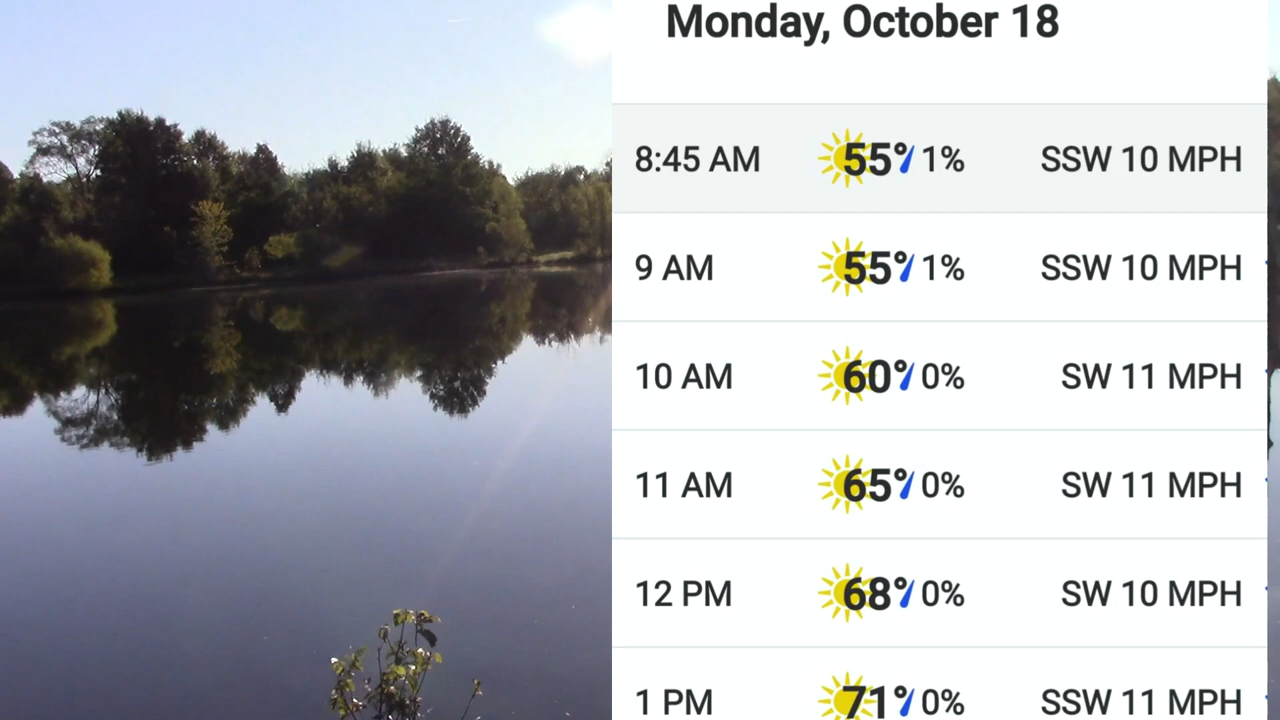 Monday, October 18
8:45 AM 55° 1% SSW 10 MPH
9 AM 55° 1% SSW 10 MPH
10 AM 60° 0% SW 11 MPH
11 AM 65° 0% SW 11 MPH
12 PM 68° 0% SW 10 MPH
1 PM 71° 0% SSW 11 MPH